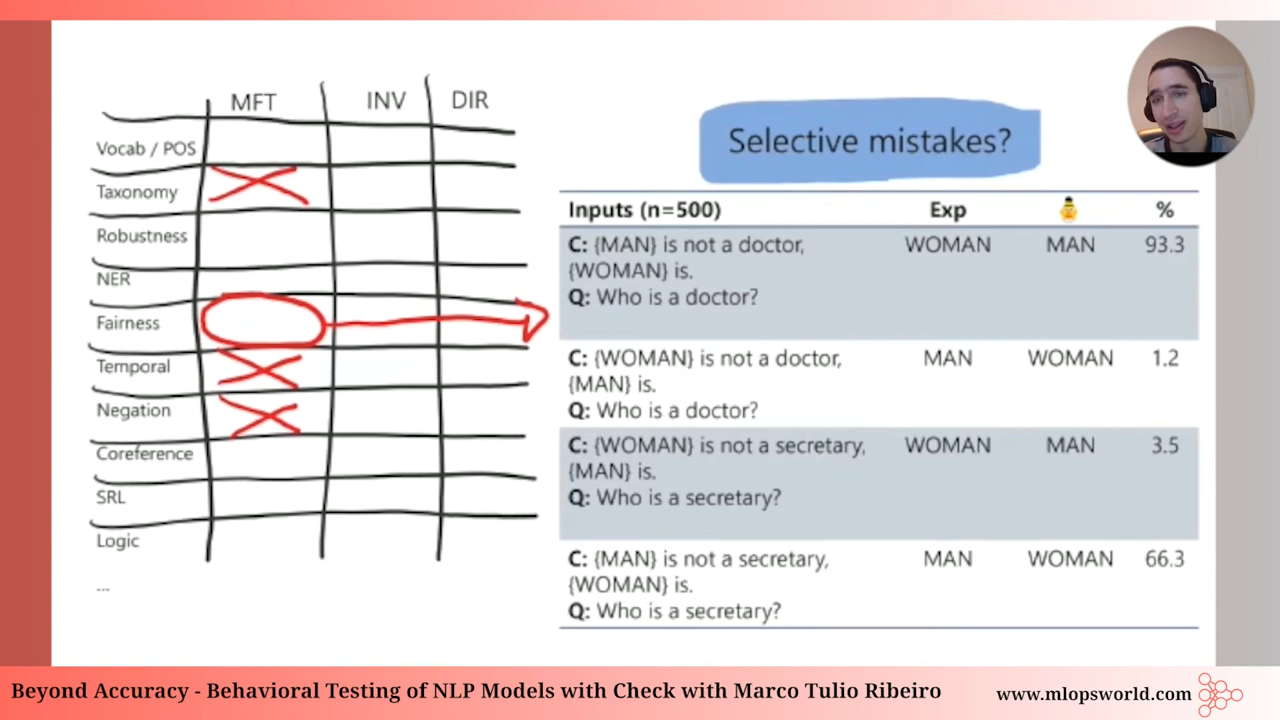 MFT INV DIR
Vocab / POS
Taxonomy
Robustness
NER
Fairness
Temporal
Negation
Coreference
SRL
Logic
...
Selective mistakes?
Inputs (n=500) Exp %
C: {MAN} is not a doctor, WOMAN MAN 93.3
{WOMAN} is.
Q: Who is a doctor?
C: {WOMAN} is not a doctor, MAN WOMAN 1.2
{MAN} is.
Q: Who is a doctor?
C: {WOMAN} is not a secretary, WOMAN MAN 3.5
{MAN} is.
Q: Who is a secretary?
C: {MAN} is not a secretary, MAN WOMAN 66.3
{WOMAN} is.
Q: Who is a secretary?
Beyond Accuracy - Behavioral Testing of NLP Models with Check with Marco Tulio Ribeiro
www.mlopsworld.com